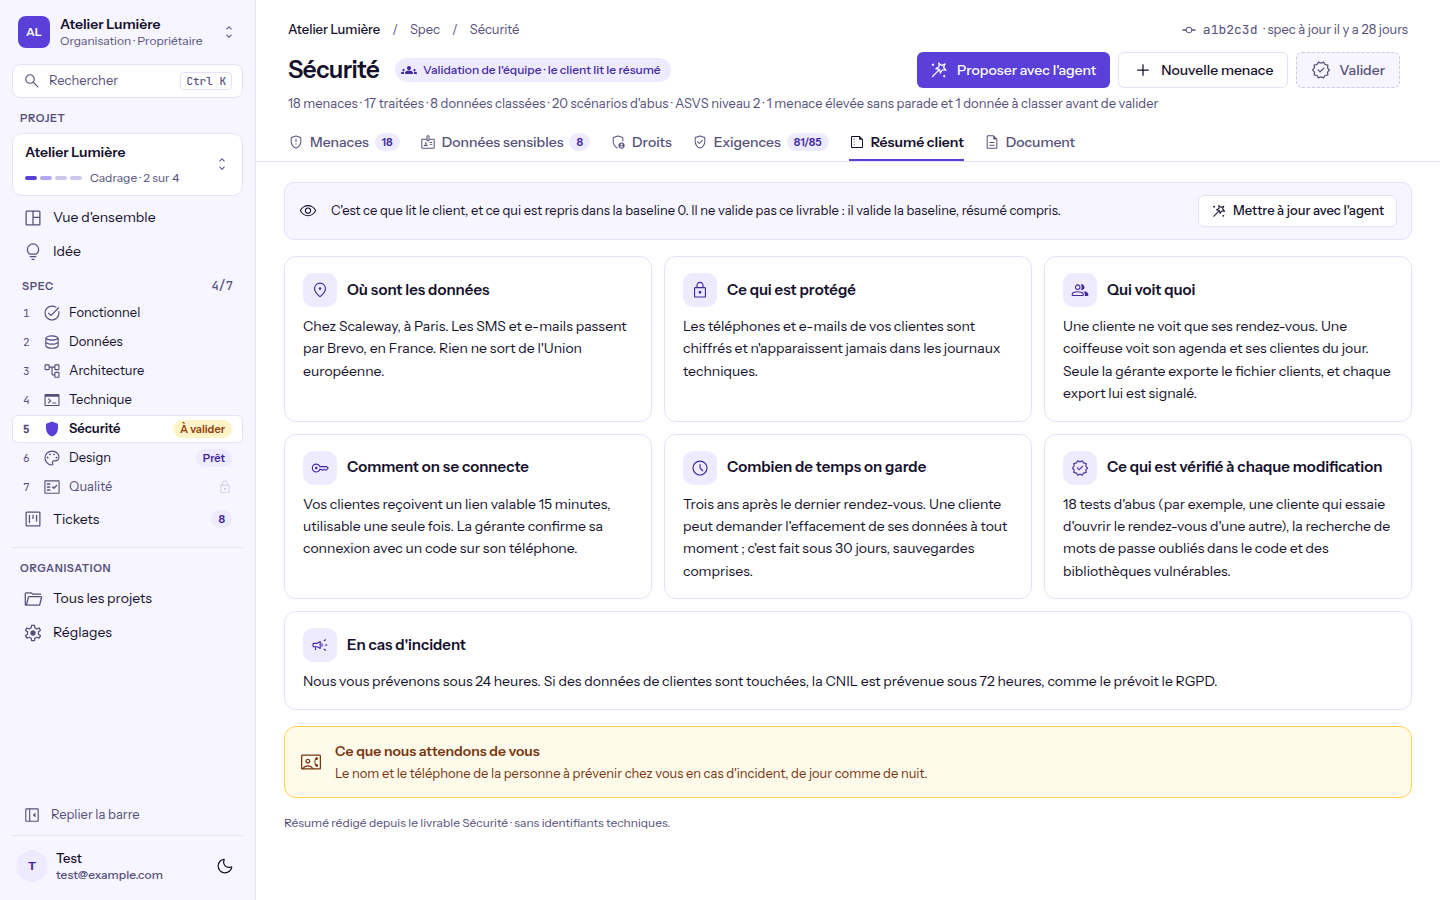 AL
Atelier Lumière
Organisation · Propriétaire
Rechercher
Ctrl K
PROJET
Atelier Lumière
Cadrage · 2 sur 4
Vue d'ensemble
Idée
SPEC 4/7
1 Fonctionnel
2 Données
3 Architecture
4 Technique
5 Sécurité À valider
6 Design Prêt
7 Qualité
Tickets 8
ORGANISATION
Tous les projets
Réglages
Replier la barre
T
Test
test@example.com
Atelier Lumière / Spec / Sécurité
a1b2c3d · spec à jour il y a 28 jours
Sécurité
Validation de l'équipe · le client lit le résumé
Proposer avec l'agent
Nouvelle menace
Valider
18 menaces · 17 traitées · 8 données classées · 20 scénarios d'abus · ASVS niveau 2 · 1 menace élevée sans parade et 1 donnée à classer avant de valider
Menaces 18
Données sensibles 8
Droits
Exigences 81/85
Résumé client
Document
C'est ce que lit le client, et ce qui est repris dans la baseline 0. Il ne valide pas ce livrable : il valide la baseline, résumé compris.
Mettre à jour avec l'agent
Où sont les données
Chez Scaleway, à Paris. Les SMS et e-mails passent
par Brevo, en France. Rien ne sort de l'Union
européenne.
Ce qui est protégé
Les téléphones et e-mails de vos clientes sont
chiffrés et n'apparaissent jamais dans les journaux
techniques.
Qui voit quoi
Une cliente ne voit que ses rendez-vous. Une
coiffeuse voit son agenda et ses clientes du jour.
Seule la gérante exporte le fichier clients, et chaque
export lui est signalé.
Comment on se connecte
Vos clientes reçoivent un lien valable 15 minutes,
utilisable une seule fois. La gérante confirme sa
connexion avec un code sur son téléphone.
Combien de temps on garde
Trois ans après le dernier rendez-vous. Une cliente
peut demander l'effacement de ses données à tout
moment ; c'est fait sous 30 jours, sauvegardes
comprises.
Ce qui est vérifié à chaque modification
18 tests d'abus (par exemple, une cliente qui essaie
d'ouvrir le rendez-vous d'une autre), la recherche de
mots de passe oubliés dans le code et des
bibliothèques vulnérables.
En cas d'incident
Nous vous prévenons sous 24 heures. Si des données de clientes sont touchées, la CNIL est prévenue sous 72 heures, comme le prévoit le RGPD.
Ce que nous attendons de vous
Le nom et le téléphone de la personne à prévenir chez vous en cas d'incident, de jour comme de nuit.
Résumé rédigé depuis le livrable Sécurité · sans identifiants techniques.